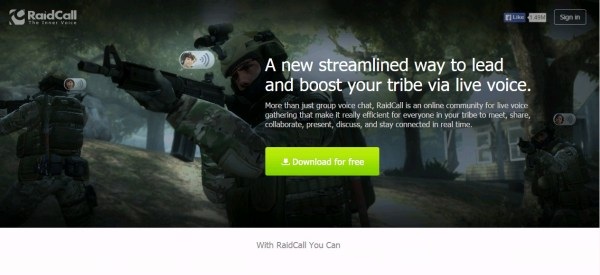 RaidCall
The Inner Voice
Like
Sign in
A new streamlined way to lead
and boost your tribe via live voice.
More than just group voice chat, RaidCall is an online community for live voice
gathering that make it really efficient for everyone in your tribe to meet, share,
collaborate, present, discuss, and stay connected in real time.
Download for free
With RaidCall You Can